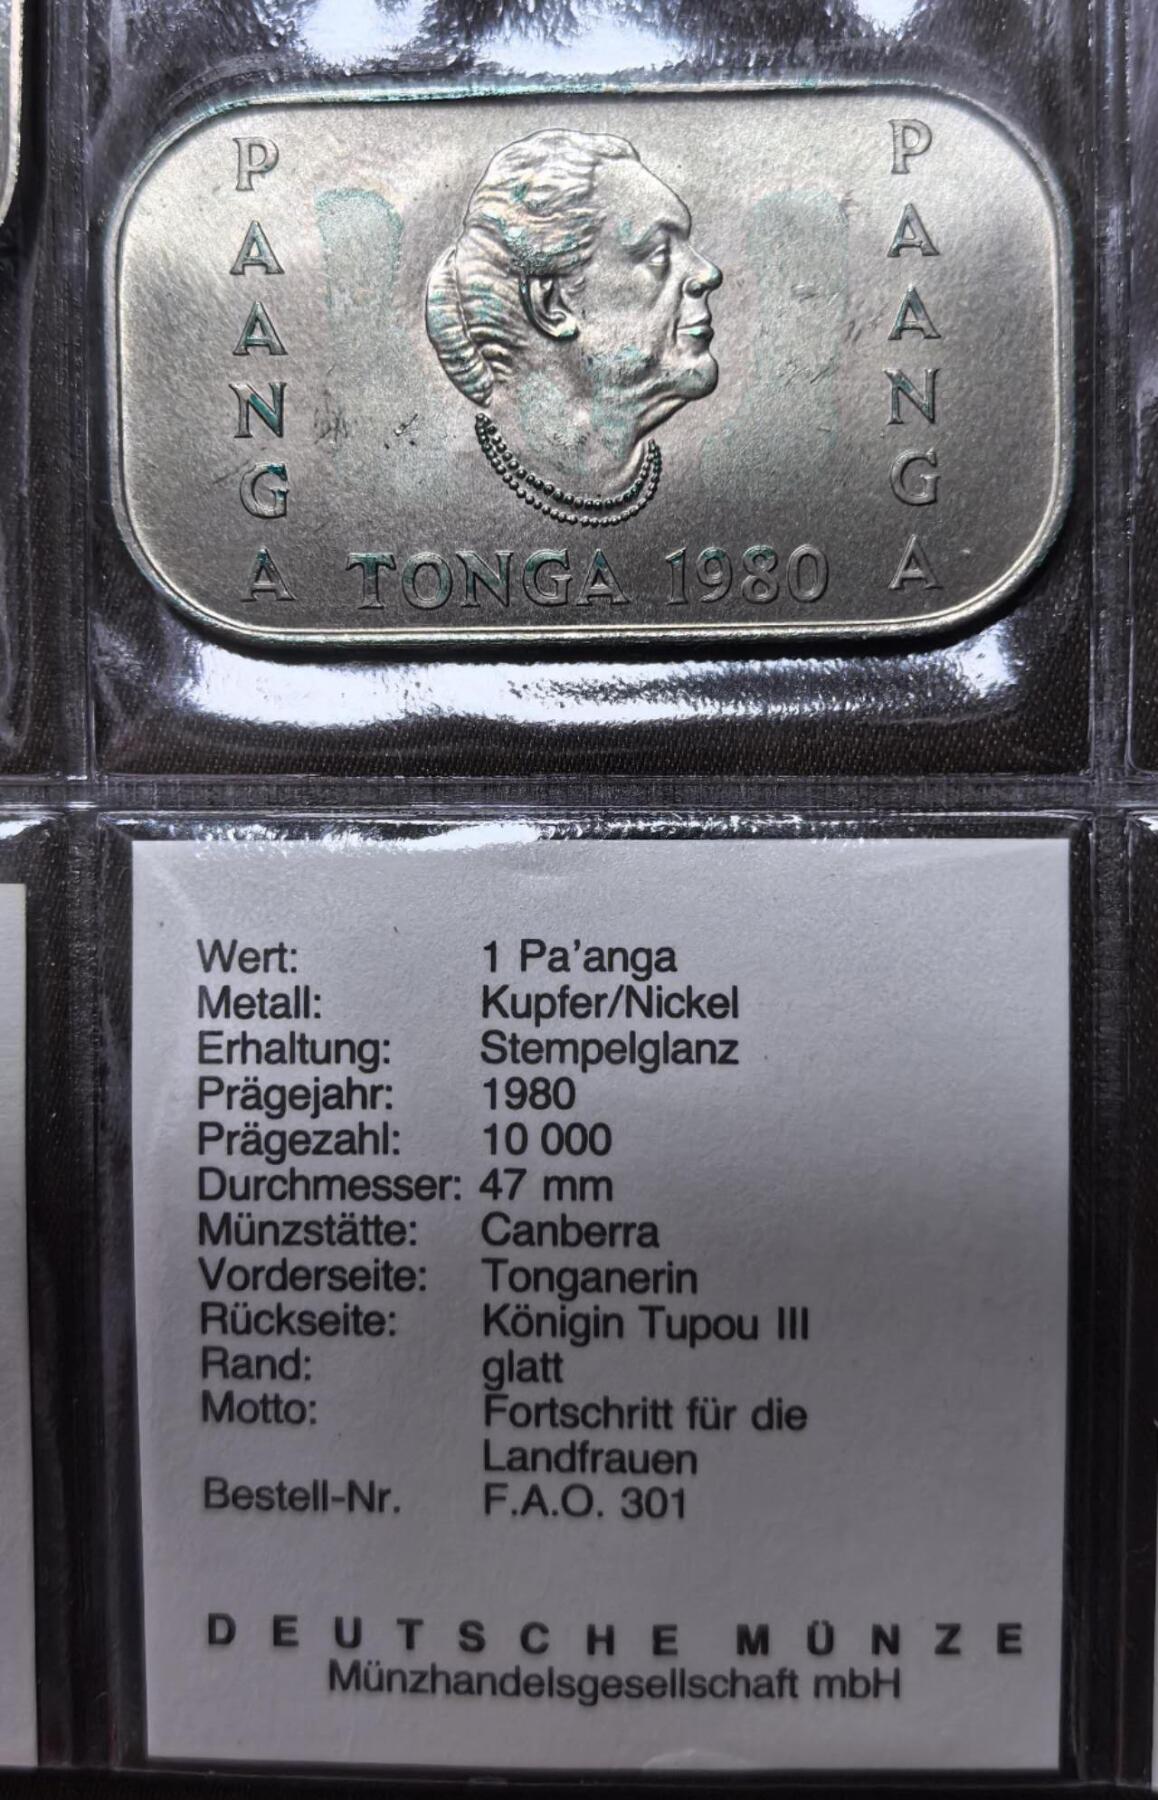 PAANGA
PAANGA
TONGA 1980
Wert: 1 Pa'anga
Metall: Kupfer/Nickel
Erhaltung: Stempelglanz
Prägejahr: 1980
Prägezahl: 10 000
Durchmesser: 47 mm
Münzstätte: Canberra
Vorderseite: Tonganerin
Rückseite: Königin Tupou III
Rand: glatt
Motto: Fortschritt für die
Landfrauen
Bestell-Nr. F.A.O. 301
DEUTSCHE MÜNZE
Münzhandelsgesellschaft mbH